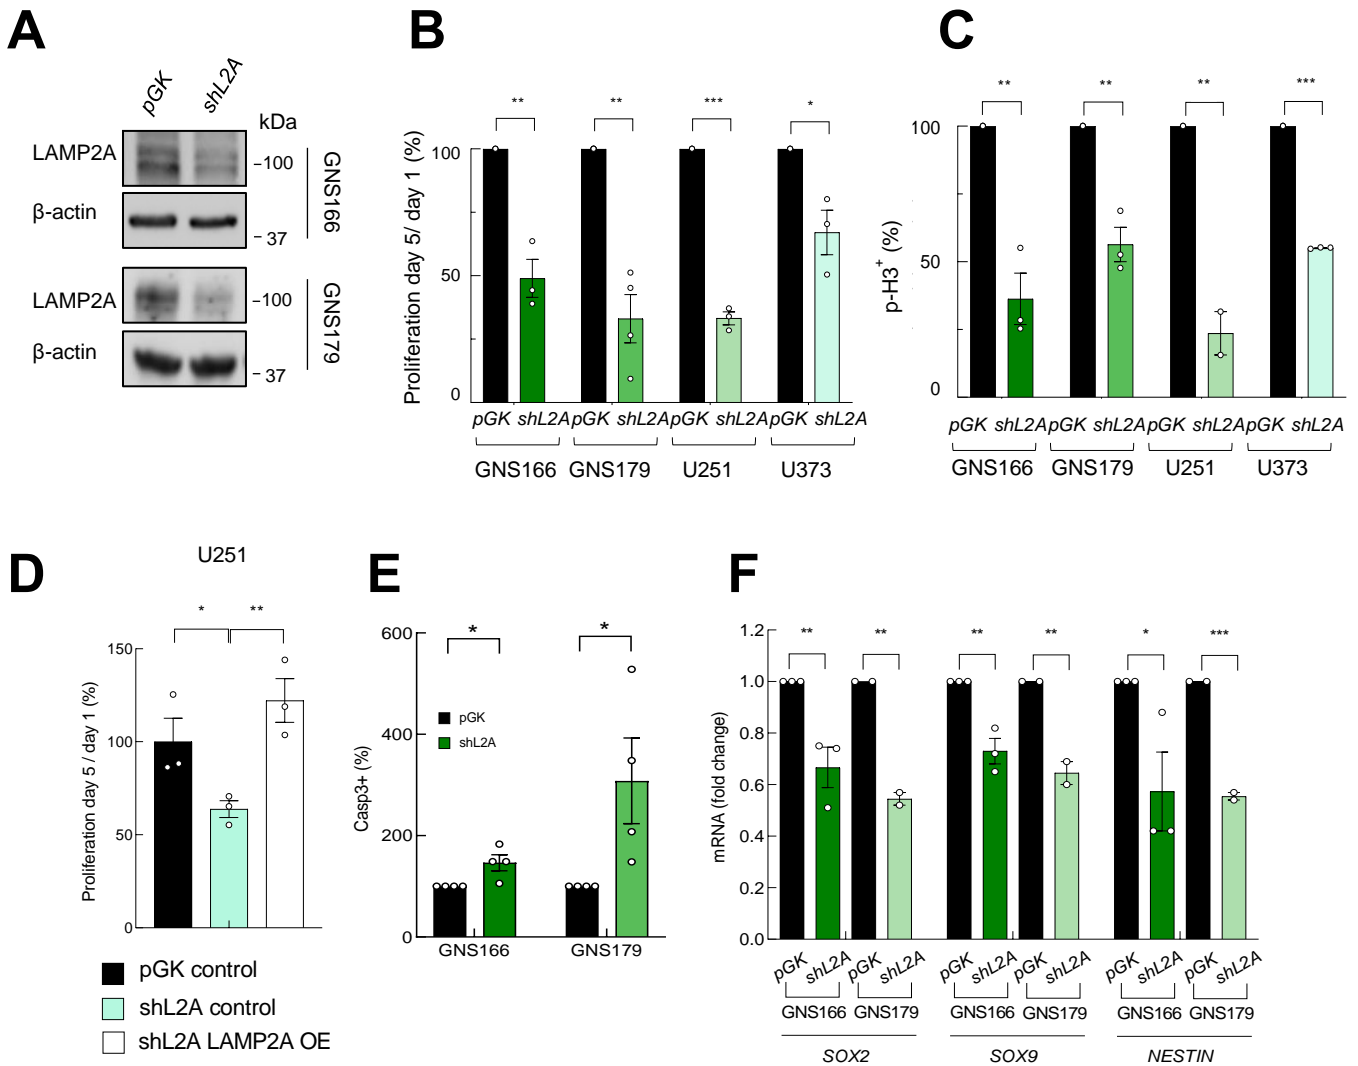 A
pGK shL2A
kDa
LAMP2A
-100
β-actin
- 37
GNS166
LAMP2A
-100
β-actin
- 37
GNS179
B
Proliferation day 5/ day 1 (%)
** ** *** *
100
50
0
pGK shL2A pGK shL2A pGK shL2A pGK shL2A
GNS166 GNS179 U251 U373
C
p-H3+ (%)
** ** ** ***
100
50
0
pGK shL2A pGK shL2A pGK shL2A pGK shL2A
GNS166 GNS179 U251 U373
D
U251
* **
Proliferation day 5 / day 1 (%)
150
100
50
0
pGK control
shL2A control
shL2A LAMP2A OE
E
Casp3+ (%)
* *
600
400
200
0
pGK
shL2A
GNS166 GNS179
F
mRNA (fold change)
** ** ** ** * ***
1.2
1.0
0.8
0.6
0.4
0.2
0.0
pGK shL2A pGK shL2A pGK shL2A pGK shL2A pGK shL2A pGK shL2A
GNS166 GNS179 GNS166 GNS179 GNS166 GNS179
SOX2 SOX9 NESTIN